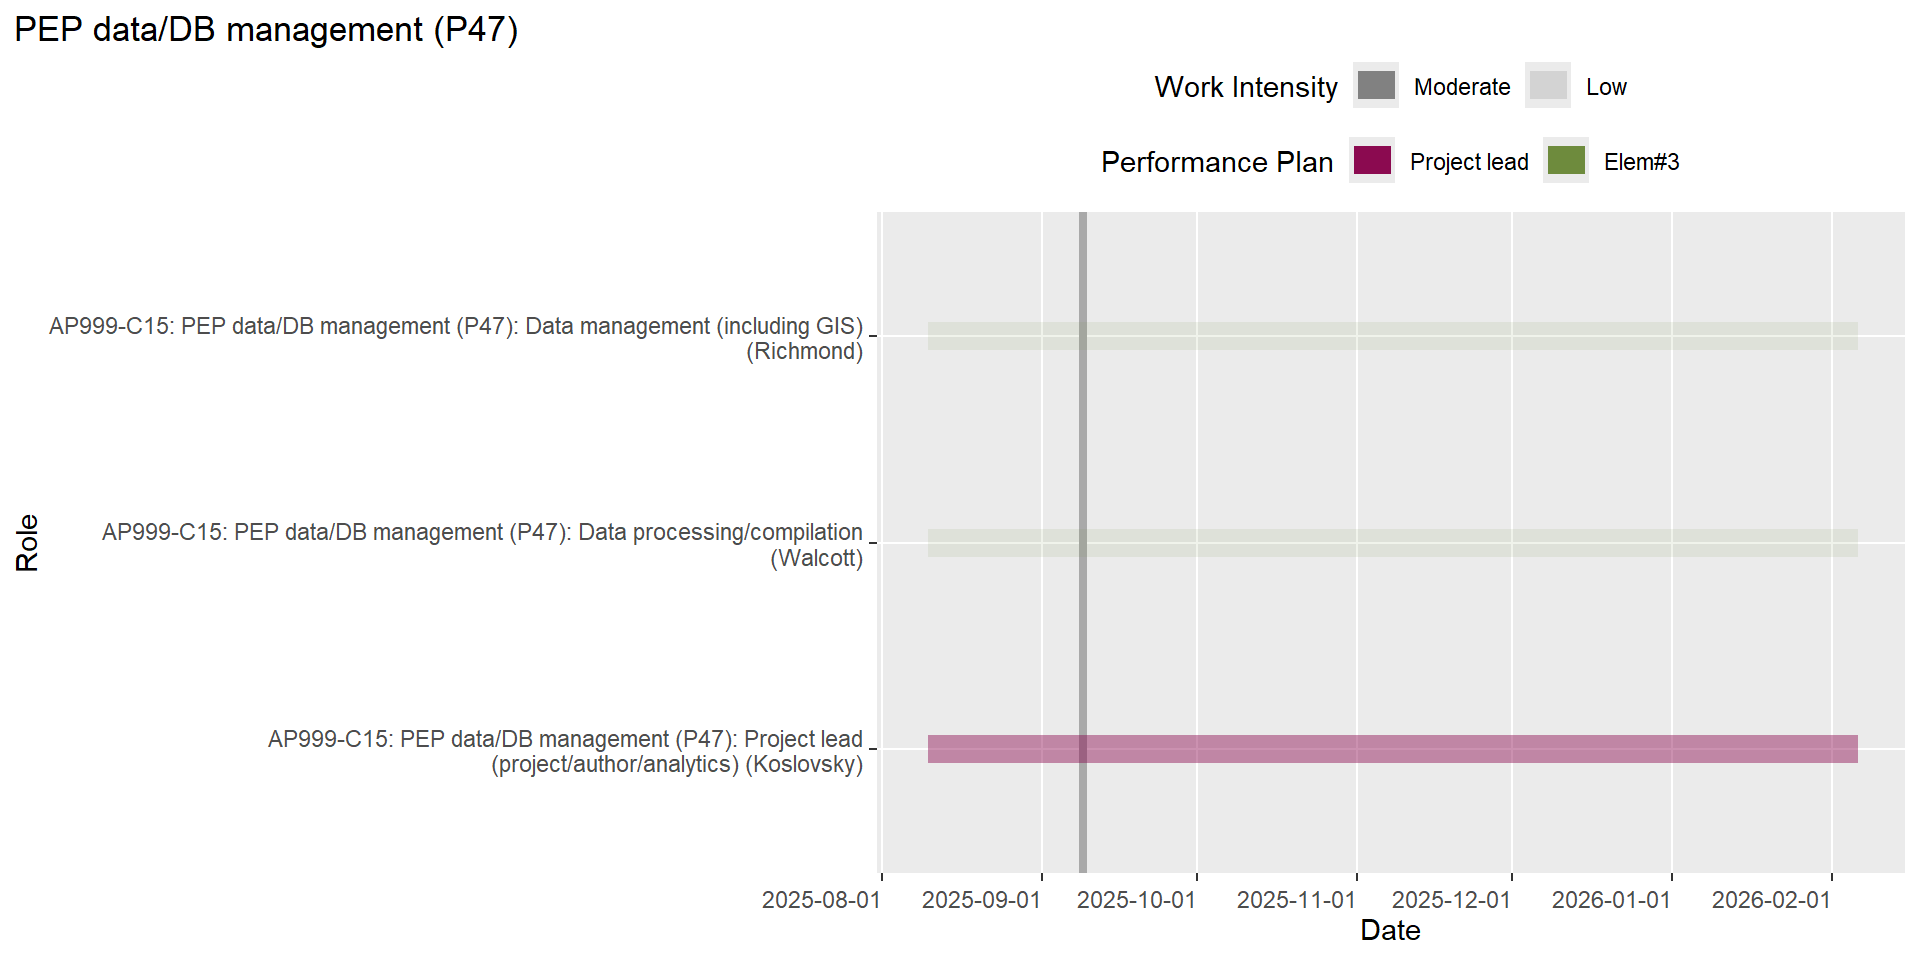 PEP data/DB management (P47)
Work Intensity Moderate Low
Performance Plan Project lead Elem#3
AP999-C15: PEP data/DB management (P47): Data management (including GIS)
(Richmond)
AP999-C15: PEP data/DB management (P47): Data processing/compilation
(Walcott)
AP999-C15: PEP data/DB management (P47): Project lead
(project/author/analytics) (Koslovsky)
Role
2025-08-01 2025-09-01 2025-10-01 2025-11-01 2025-12-01 2026-01-01 2026-02-01
Date